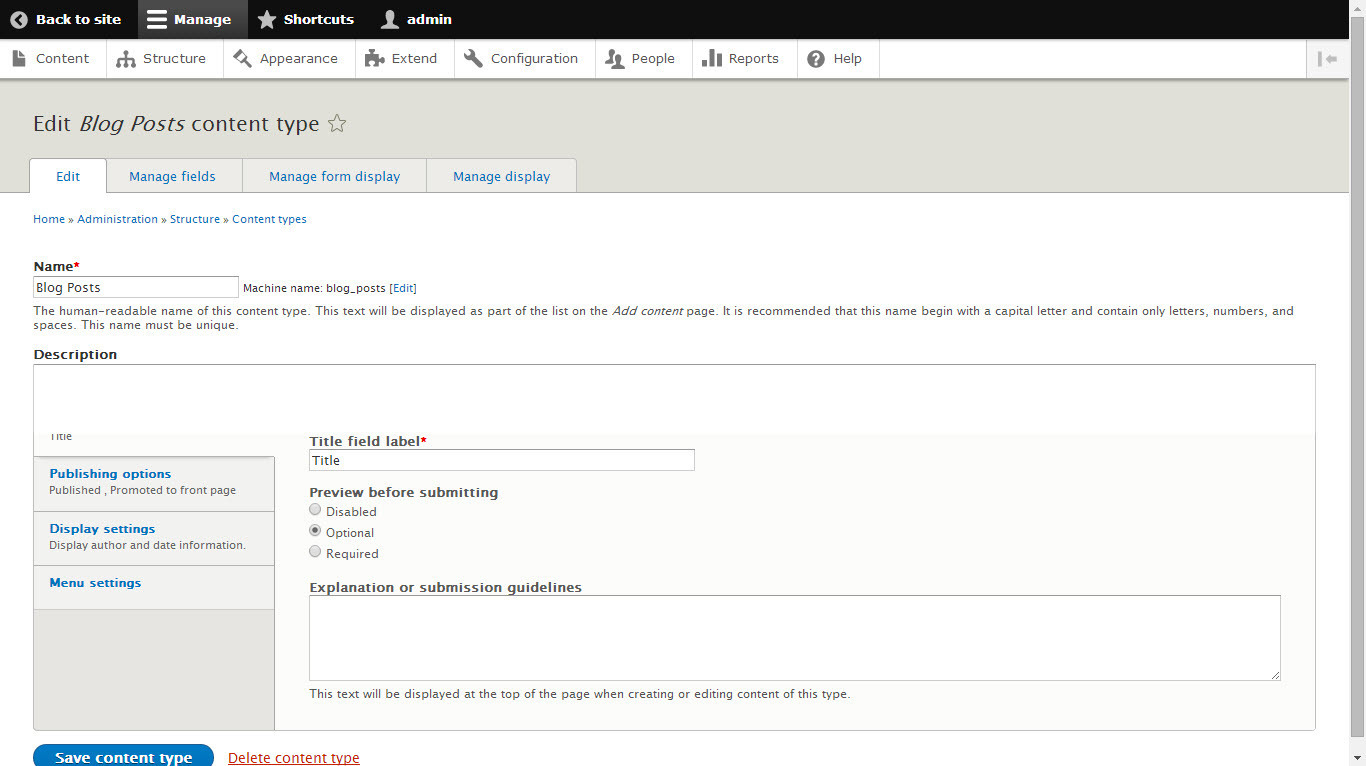 Back to site Manage Shortcuts admin
Content Structure Appearance Extend Configuration People Reports Help
Edit Blog Posts content type
Edit Manage fields Manage form display Manage display
Home » Administration » Structure » Content types
Name*
Blog Posts Machine name: blog_posts [Edit]
The human-readable name of this content type. This text will be displayed as part of the list on the Add content page. It is recommended that this name begin with a capital letter and contain only letters, numbers, and
spaces. This name must be unique.
Description
Title
Title field label*
Title
Publishing options
Published , Promoted to front page
Display settings
Display author and date information.
Menu settings
Preview before submitting
Disabled
Optional
Required
Explanation or submission guidelines
This text will be displayed at the top of the page when creating or editing content of this type.
Save content type Delete content type